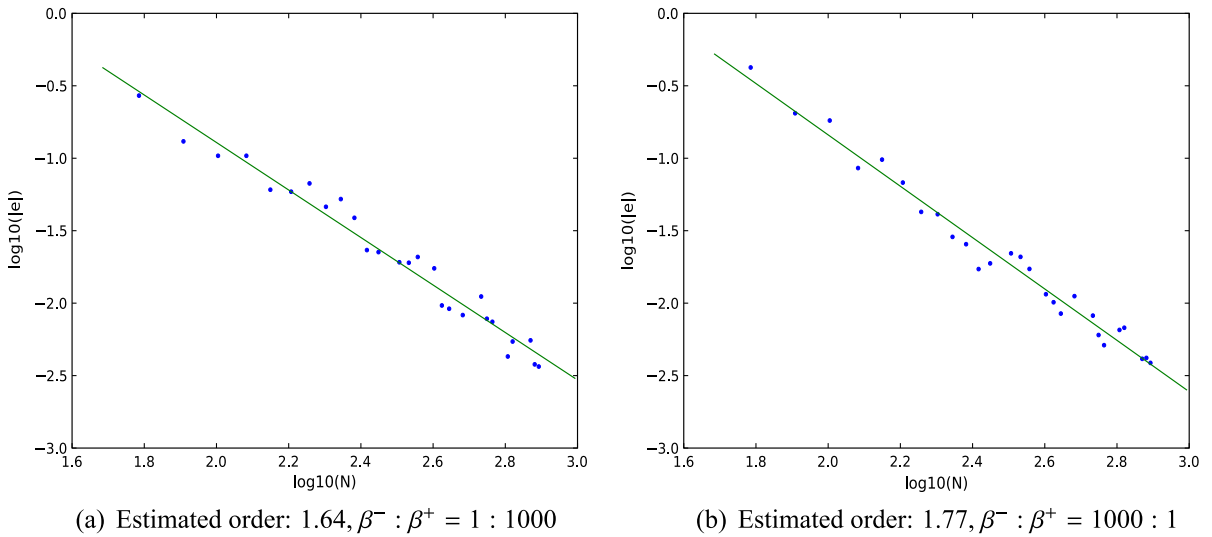 0.0
−0.5
−1.0
−1.5
−2.0
−2.5
−3.0
log10(|e|)
1.6 1.8 2.0 2.2 2.4 2.6 2.8 3.0
log10(N)
(a) Estimated order: 1.64, β⁻ : β⁺ = 1 : 1000
0.0
−0.5
−1.0
−1.5
−2.0
−2.5
−3.0
log10(|e|)
1.6 1.8 2.0 2.2 2.4 2.6 2.8 3.0
log10(N)
(b) Estimated order: 1.77, β⁻ : β⁺ = 1000 : 1